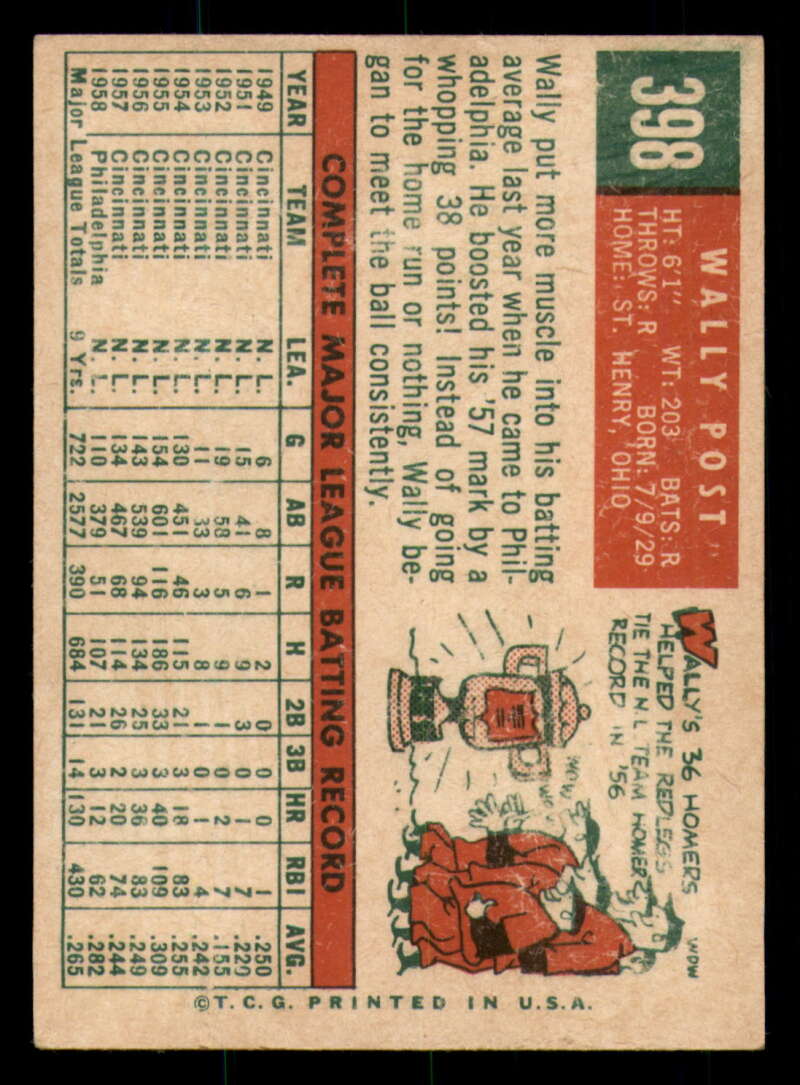 398
WALLY POST
HT: 6'1" WT: 203 BATS: R
THROWS: R BORN: 7/9/29
HOME: ST. HENRY, OHIO
Wally put more muscle into his batting
average last year when he came to Phil-
adelphia. He boosted his '57 mark by a
whopping 38 points! Instead of going
for the home run or nothing, Wally be-
gan to meet the ball consistently.
WALLY'S 36 HOMERS
HELPED THE REDLEGS
TIE THE N.L. TEAM HOMER
RECORD IN '56
WOW
WOW
WOW
COMPLETE MAJOR LEAGUE BATTING RECORD
YEAR TEAM LEA. G AB R H 2B 3B HR RBI AVG.
1949 Cincinnati N. L. 6 8 1 2 0 0 0 1 .250
1951 Cincinnati N. L. 15 41 6 9 3 0 1 7 .220
1952 Cincinnati N. L. 19 58 5 9 1 0 2 7 .155
1953 Cincinnati N. L. 11 33 3 8 1 0 1 4 .242
1954 Cincinnati N. L. 130 451 46 115 21 3 18 83 .255
1955 Cincinnati N. L. 154 601 116 186 33 3 40 109 .309
1956 Cincinnati N. L. 143 539 94 134 25 3 36 83 .249
1957 Cincinnati N. L. 134 467 68 114 26 2 20 74 .244
1958 Philadelphia N. L. 110 379 51 107 21 3 12 62 .282
Major League Totals 9 Yrs. 722 2577 390 684 131 14 130 430 .265
©T.C.G. PRINTED IN U.S.A.